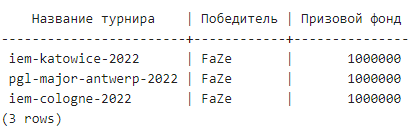 Название турнира | Победитель | Призовой фонд
------------------------+------------+---------------
iem-katowice-2022 | FaZe | 1000000
pgl-major-antwerp-2022 | FaZe | 1000000
iem-cologne-2022 | FaZe | 1000000
(3 rows)